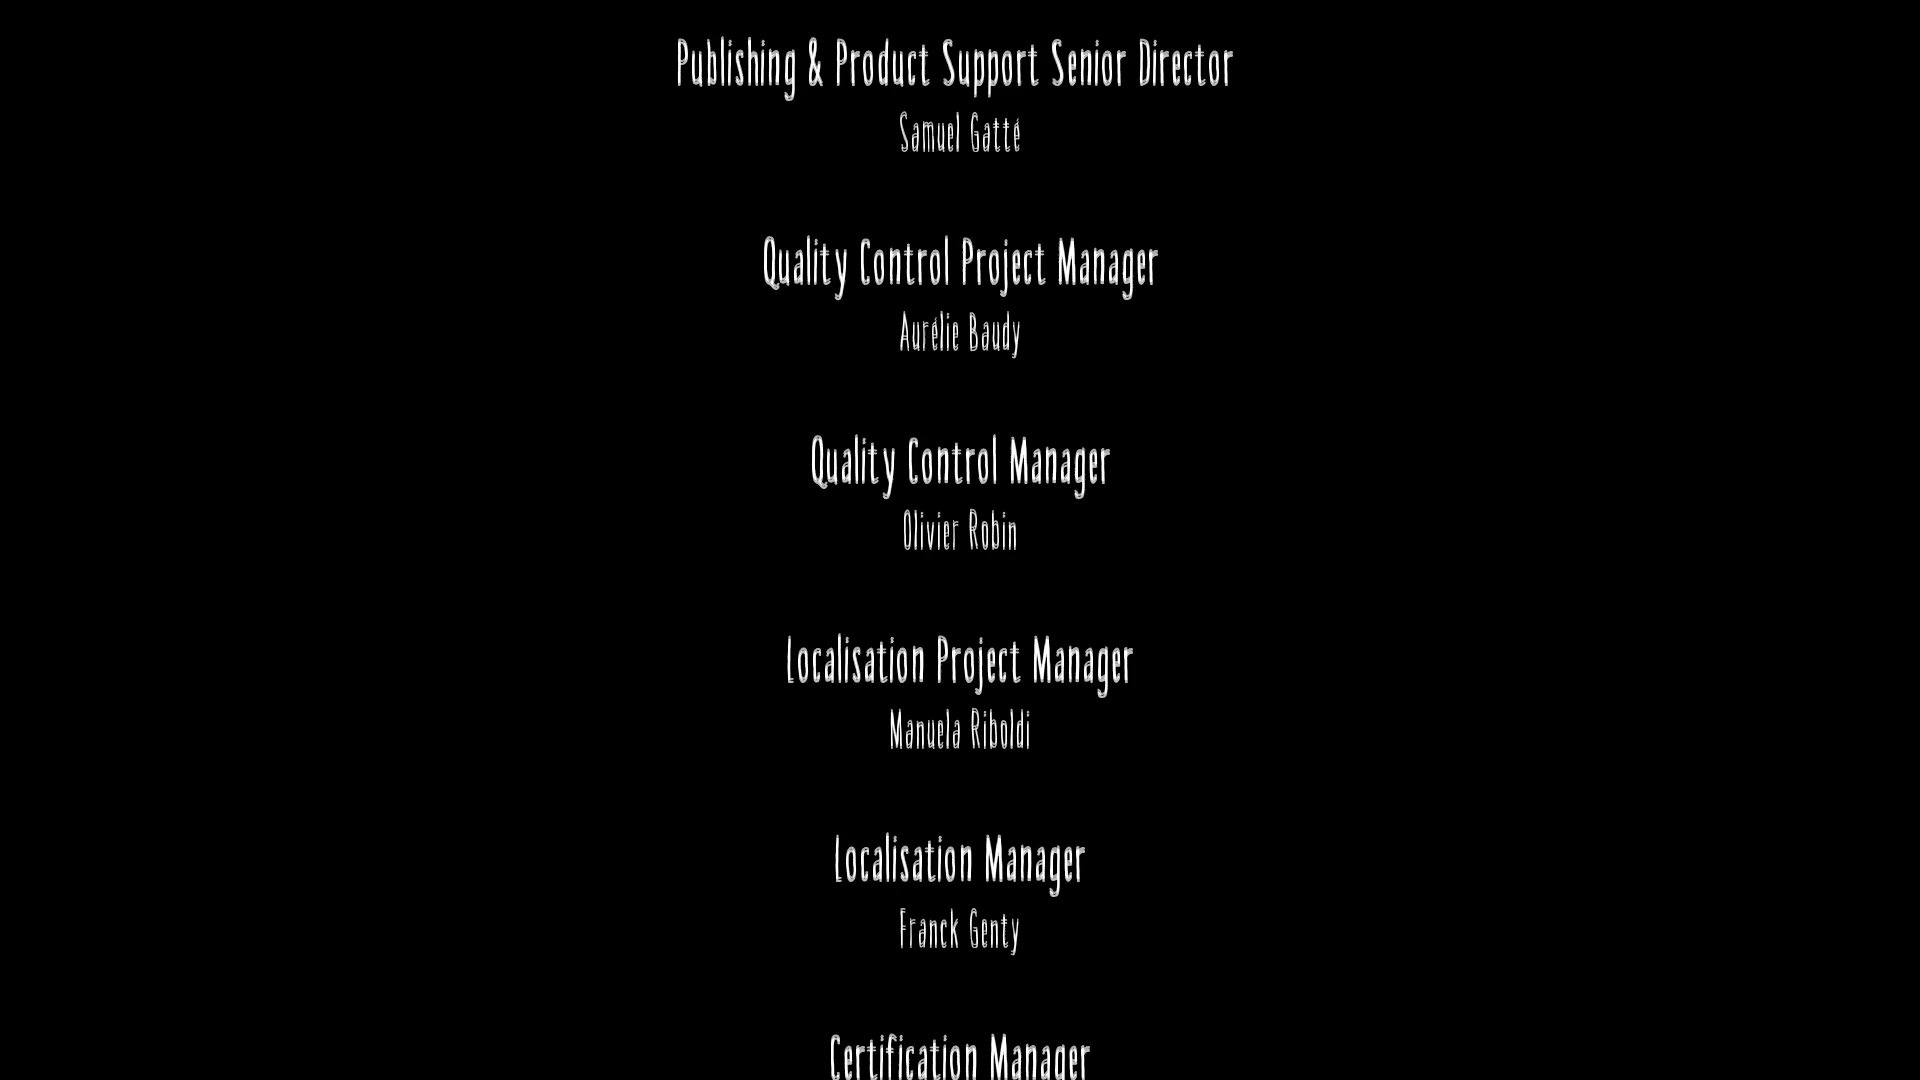 Publishing & Product Support Senior Director
Samuel Gatté
Quality Control Project Manager
Aurélie Baudy
Quality Control Manager
Olivier Robin
Localisation Project Manager
Manuela Riboldi
Localisation Manager
Franck Genty
Certification Manager